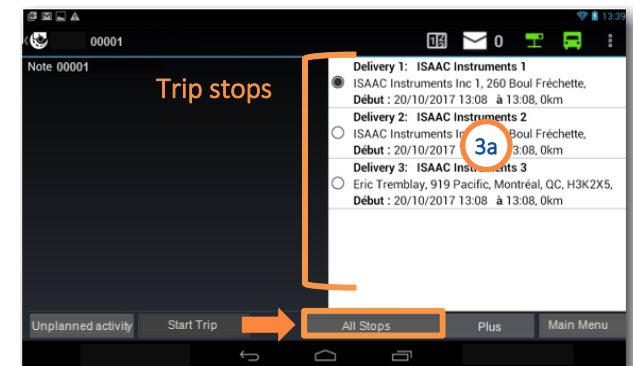 13:39
00001
0
Note 00001
Trip stops
Delivery 1: ISAAC Instruments 1
ISAAC Instruments Inc 1, 260 Boul Fréchette,
Début : 20/10/2017 13:08 à 13:08, 0km
Delivery 2: ISAAC Instruments 2
ISAAC Instruments Boul Fréchette,
Début : 20/10/2017 13:08, 0km
3a
Delivery 3: ISAAC Instruments 3
Eric Tremblay, 919 Pacific, Montréal, QC, H3K2X5,
Début : 20/10/2017 13:08 à 13:08, 0km
Unplanned activity
Start Trip
All Stops
Plus
Main Menu